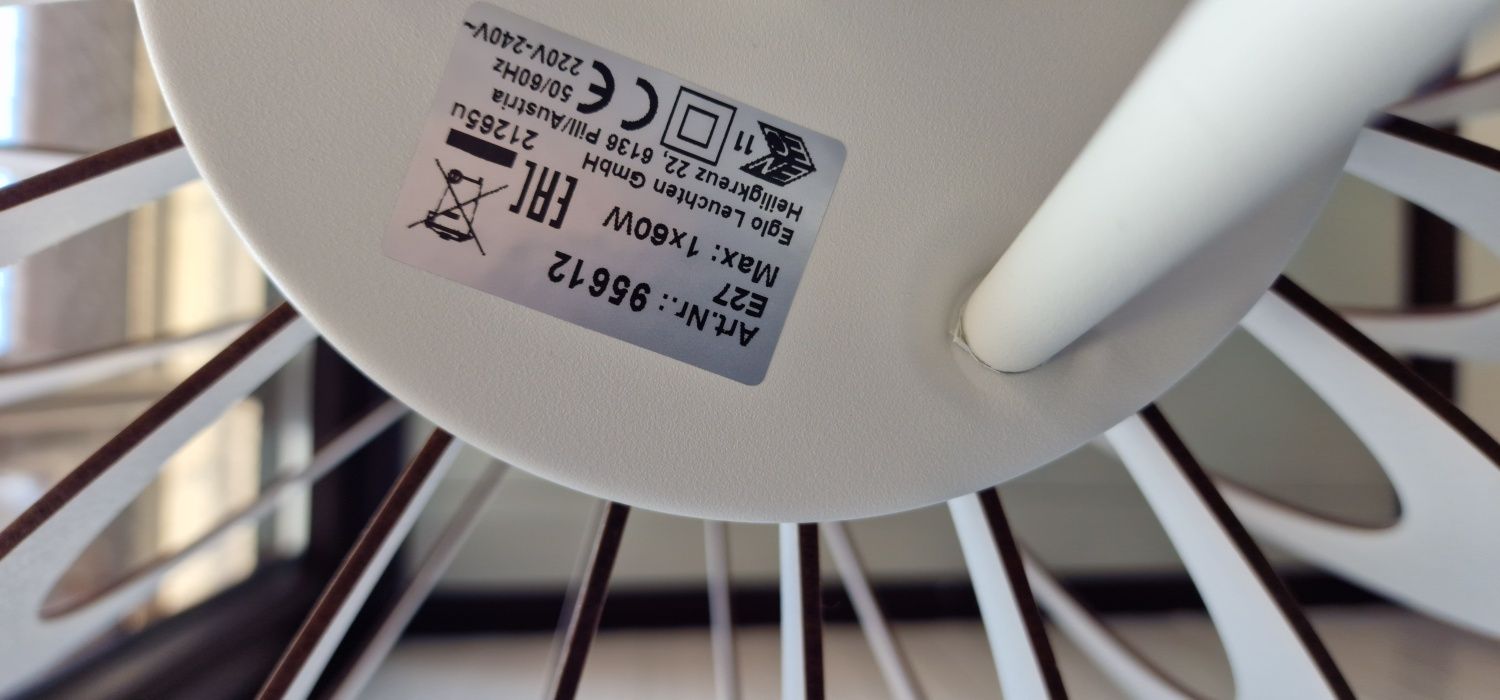 Art.Nr.: 95612
E27
Max: 1x60W
Eglo Leuchten GmbH
Heiligkreuz 22, 6136 Pill/Austria
EAC
21265u
ENEC
11
CE
50/60Hz
220V-240V~